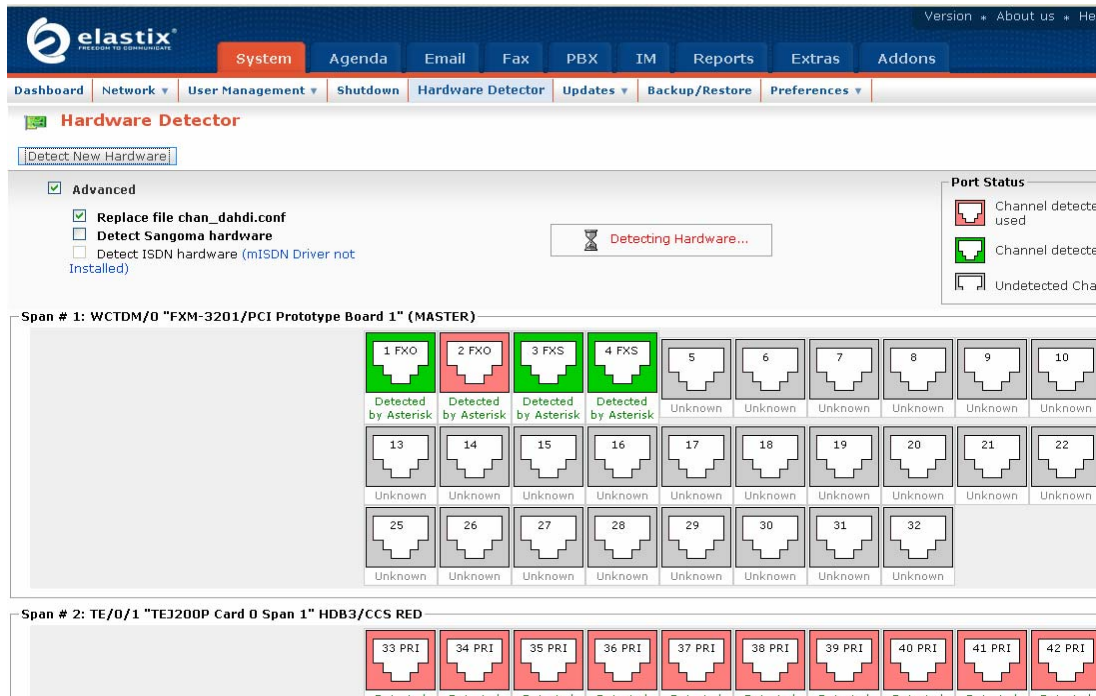 Version * About us * He
elastix®
FREEDOM TO COMMUNICATE
System Agenda Email Fax PBX IM Reports Extras Addons
Dashboard Network User Management Shutdown Hardware Detector Updates Backup/Restore Preferences
Hardware Detector
Detect New Hardware
Advanced
Replace file chan_dahdi.conf
Detect Sangoma hardware
Detect ISDN hardware (mISDN Driver not
Installed)
Detecting Hardware...
Port Status
Channel detecte
used
Channel detecte
Undetected Cha
Span # 1: WCTDM/0 "FXM-3201/PCI Prototype Board 1" (MASTER)
1 FXO 2 FXO 3 FXS 4 FXS 5 6 7 8 9 10
Detected Detected Detected Detected Unknown Unknown Unknown Unknown Unknown Unknown
by Asterisk by Asterisk by Asterisk by Asterisk
13 14 15 16 17 18 19 20 21 22
Unknown Unknown Unknown Unknown Unknown Unknown Unknown Unknown Unknown Unknown
25 26 27 28 29 30 31 32
Unknown Unknown Unknown Unknown Unknown Unknown Unknown Unknown
Span # 2: TE/0/1 "TEJ200P Card 0 Span 1" HDB3/CCS RED
33 PRI 34 PRI 35 PRI 36 PRI 37 PRI 38 PRI 39 PRI 40 PRI 41 PRI 42 PRI